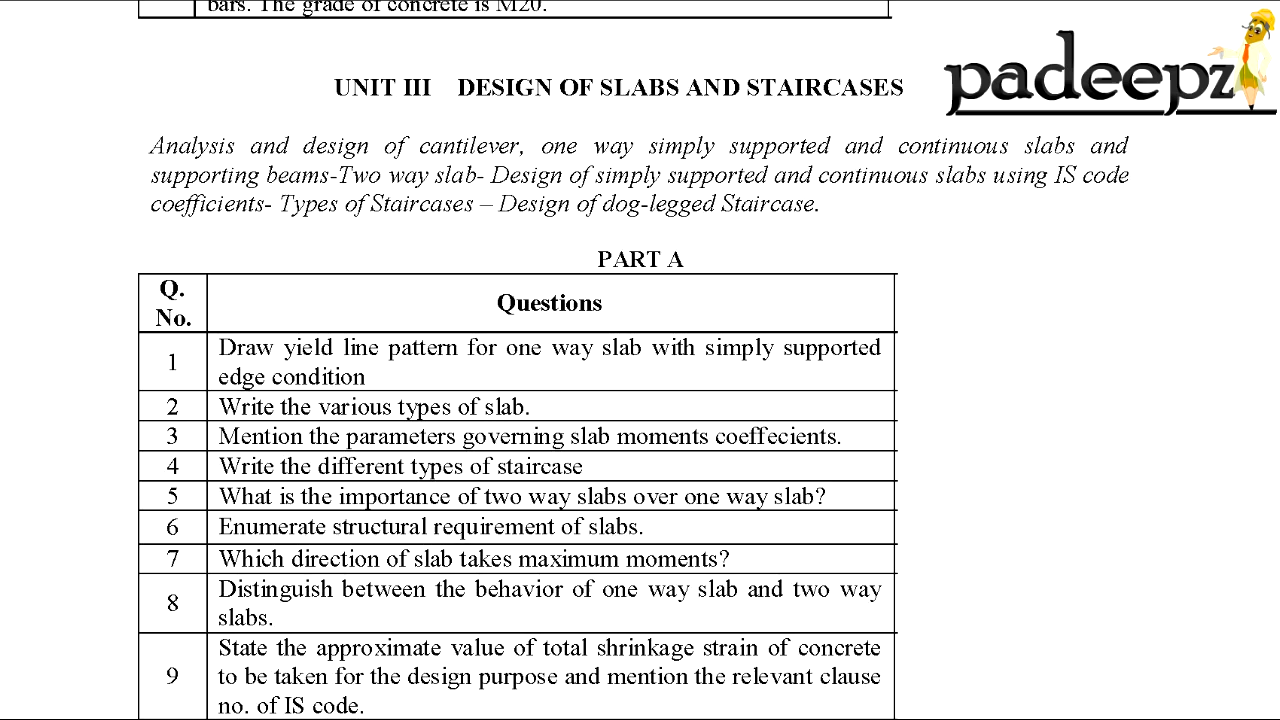 bars. The grade of concrete is M20.
padeepz
UNIT III DESIGN OF SLABS AND STAIRCASES
Analysis and design of cantilever, one way simply supported and continuous slabs and
supporting beams-Two way slab- Design of simply supported and continuous slabs using IS code
coefficients- Types of Staircases – Design of dog-legged Staircase.
PART A
Q.
No.
Questions
1
Draw yield line pattern for one way slab with simply supported
edge condition
2 Write the various types of slab.
3 Mention the parameters governing slab moments coeffecients.
4 Write the different types of staircase
5 What is the importance of two way slabs over one way slab?
6 Enumerate structural requirement of slabs.
7 Which direction of slab takes maximum moments?
8
Distinguish between the behavior of one way slab and two way
slabs.
9
State the approximate value of total shrinkage strain of concrete
to be taken for the design purpose and mention the relevant clause
no. of IS code.